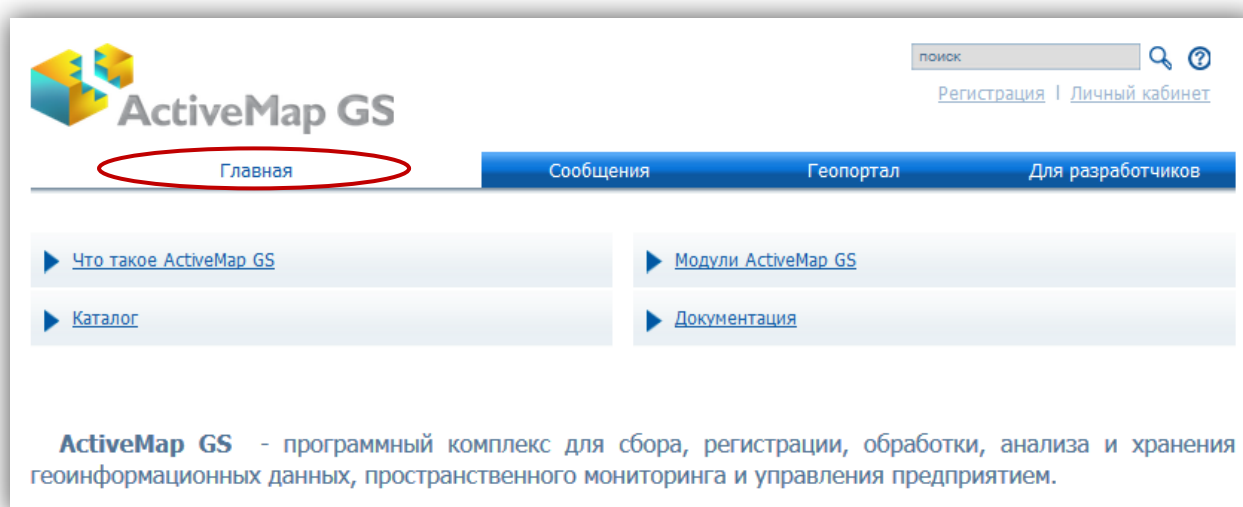 поиск
Регистрация | Личный кабинет
ActiveMap GS
Главная Сообщения Геопортал Для разработчиков
Что такое ActiveMap GS Модули ActiveMap GS
Каталог Документация
ActiveMap GS - программный комплекс для сбора, регистрации, обработки, анализа и хранения
геоинформационных данных, пространственного мониторинга и управления предприятием.